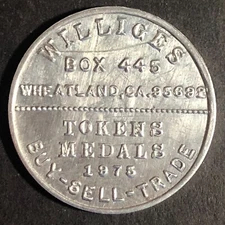 WILLIGES
BOX 445
WHEATLAND, CA. 95692
TOKENS
MEDALS
1975
BUY-SELL-TRADE